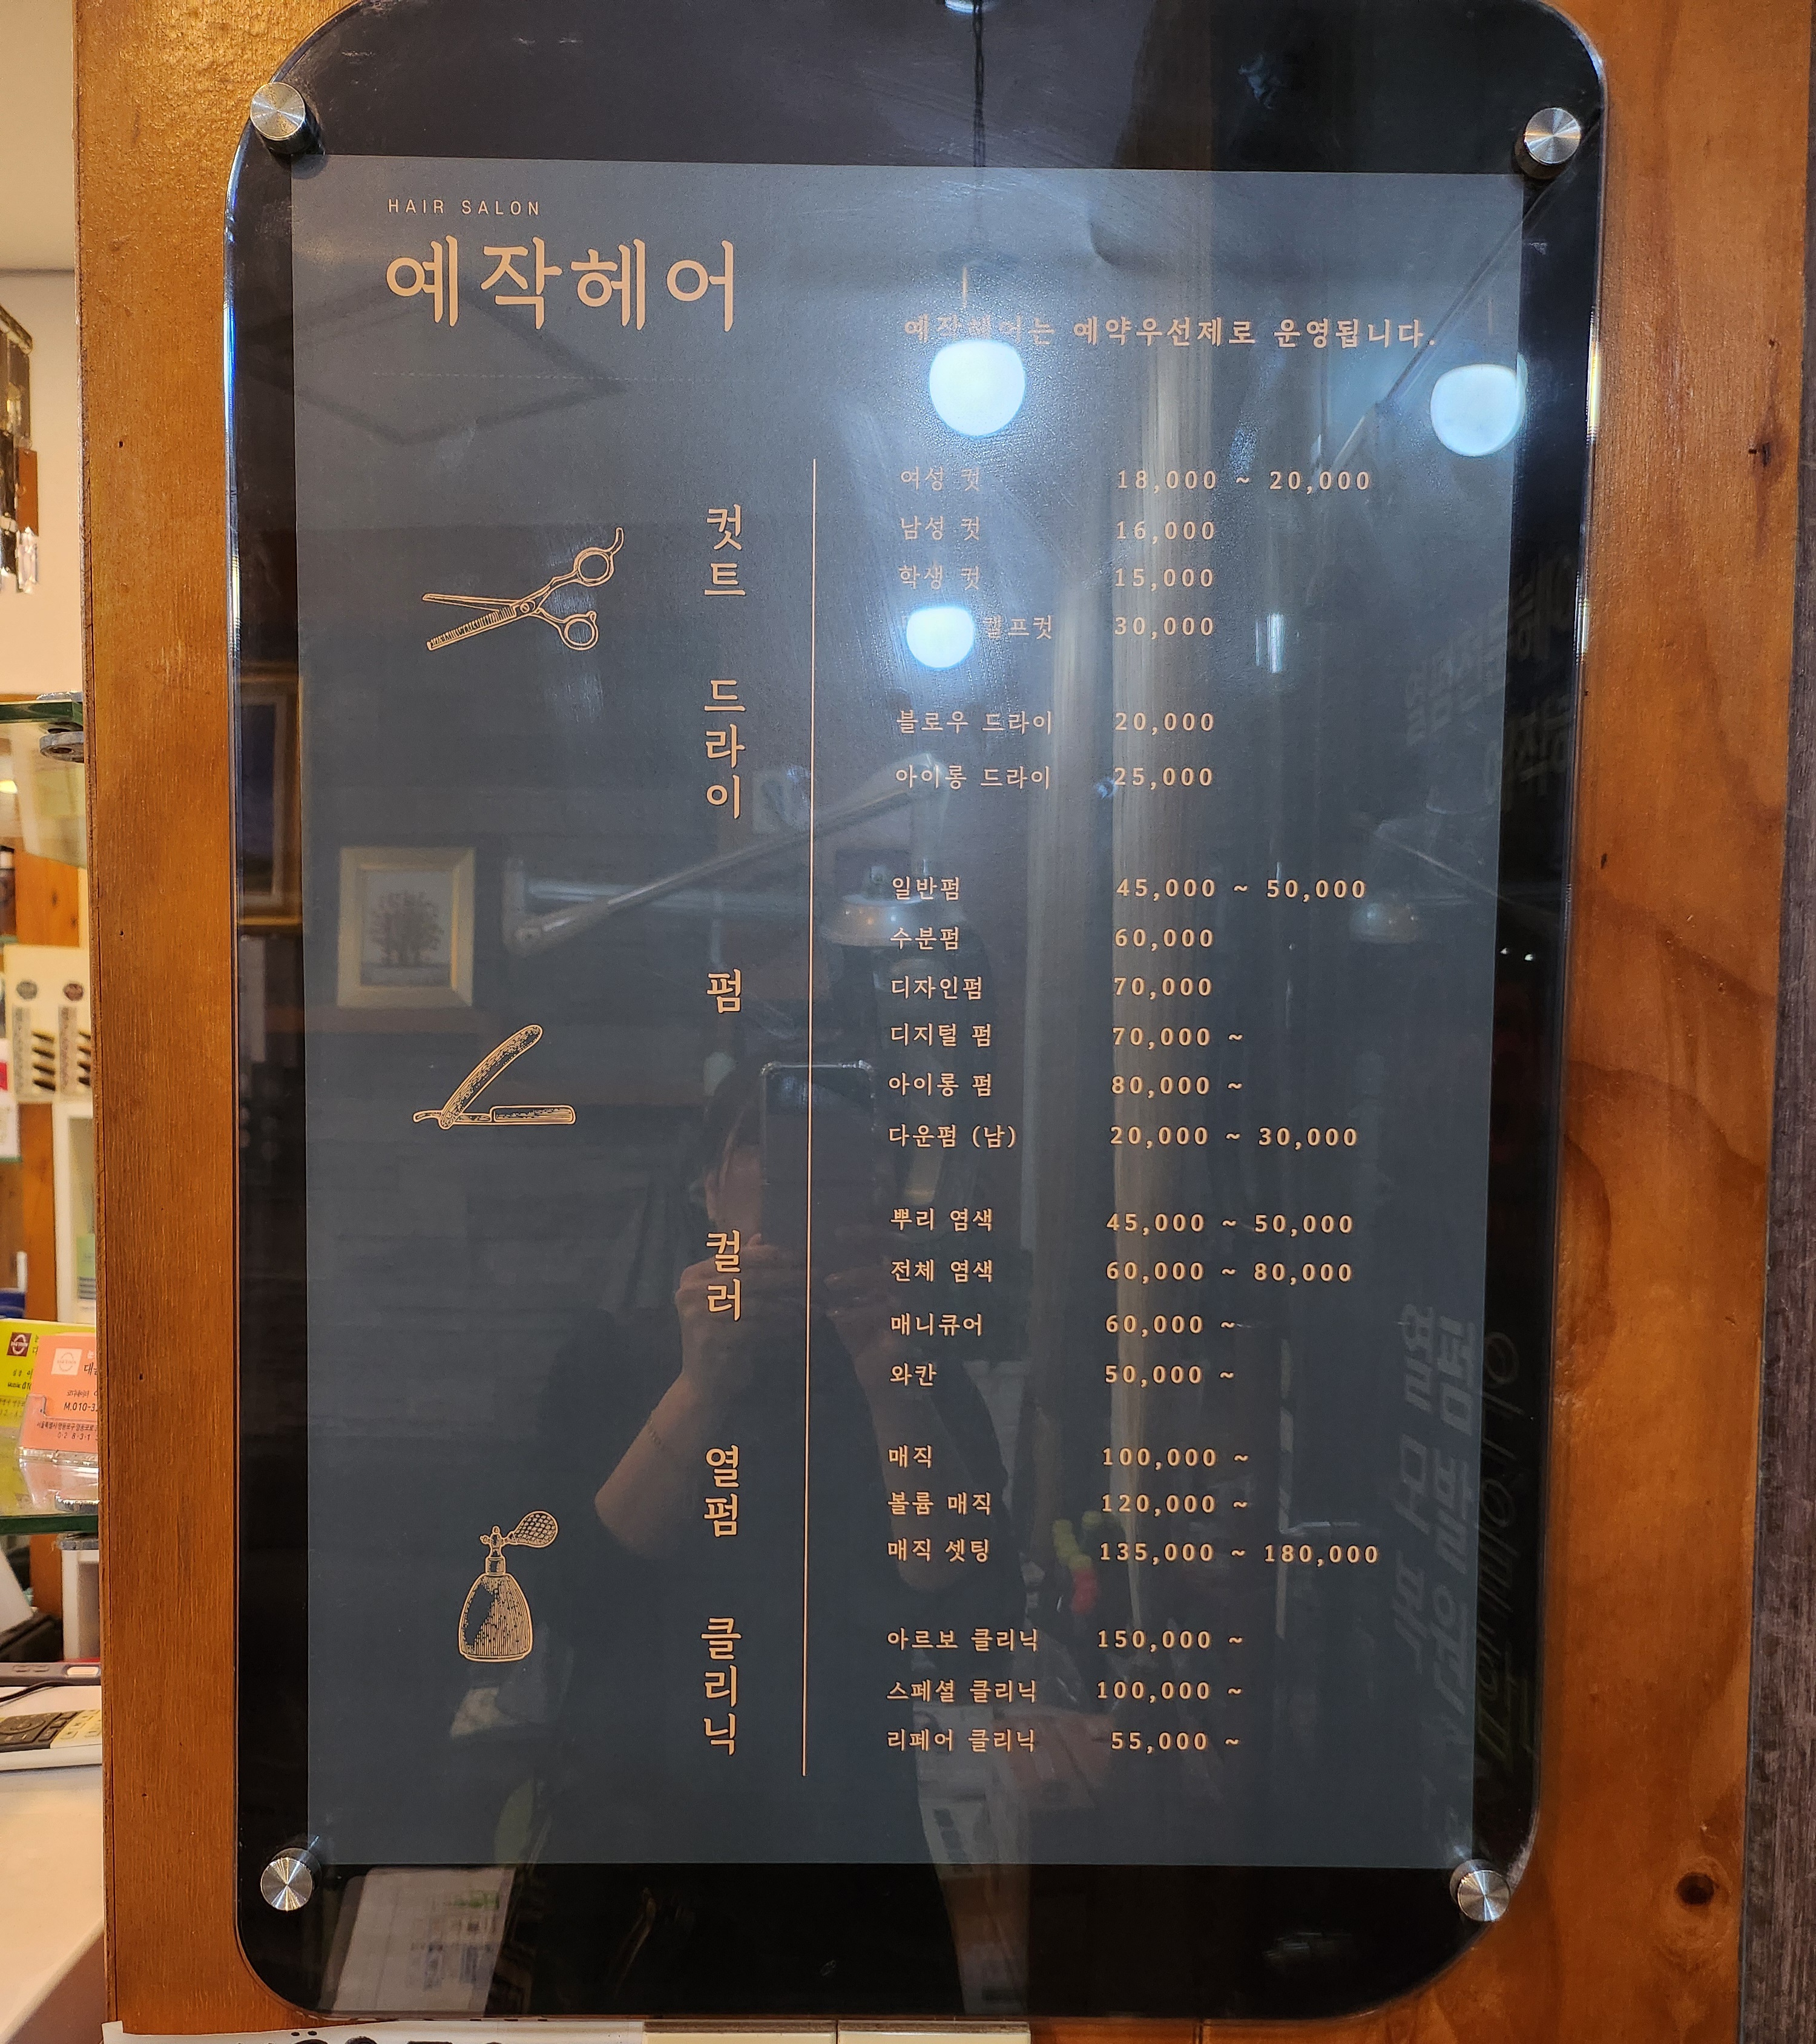 HAIR SALON
예작헤어
예작헤어는 예약우선제로 운영됩니다.
컷트
여성 컷 18,000 ~ 20,000
남성 컷 16,000
학생 컷 15,000
30,000
드라이
블로우 드라이 20,000
아이롱 드라이 25,000
펌
일반펌 45,000 ~ 50,000
수분펌 60,000
디자인펌 70,000
디지털 펌 70,000 ~
아이롱 펌 80,000 ~
다운펌 (남) 20,000 ~ 30,000
컬러
뿌리 염색 45,000 ~ 50,000
전체 염색 60,000 ~ 80,000
매니큐어 60,000 ~
와칸 50,000 ~
열펌
매직 100,000 ~
볼륨 매직 120,000 ~
매직 셋팅 135,000 ~ 180,000
클리닉
아르보 클리닉 150,000 ~
스페셜 클리닉 100,000 ~
리페어 클리닉 55,000 ~